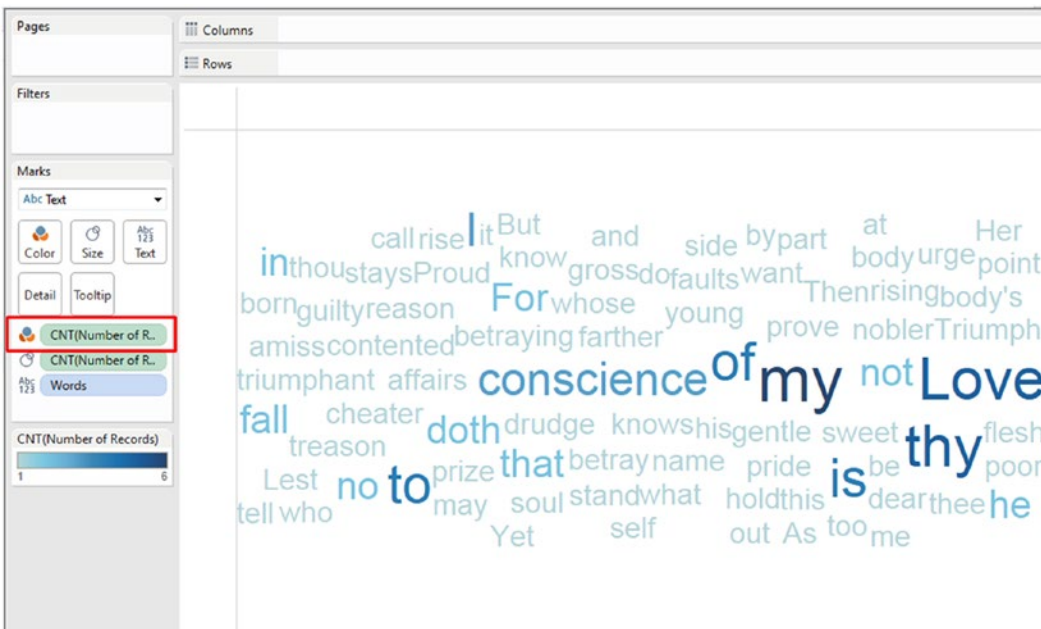 Pages
Columns
Rows
Filters
Marks
Abc Text
Color
Size
Abc
123
Text
Detail
Tooltip
CNT(Number of R..
CNT(Number of R..
Abc
123
Words
CNT(Number of Records)
1 6
call rise I it But and side by part at Her
in thou stays Proud know gross do faults want body urge point
born guilty reason For whose young Then rising body's
amiss contented betraying farther prove nobler Triumph
triumphant affairs conscience of my not Love
fall cheater doth drudge knows his gentle sweet thy flesh
treason
Lest no to prize that betray name pride is be poor
tell who may soul stand what hold this dear thee he
Yet self out As too me